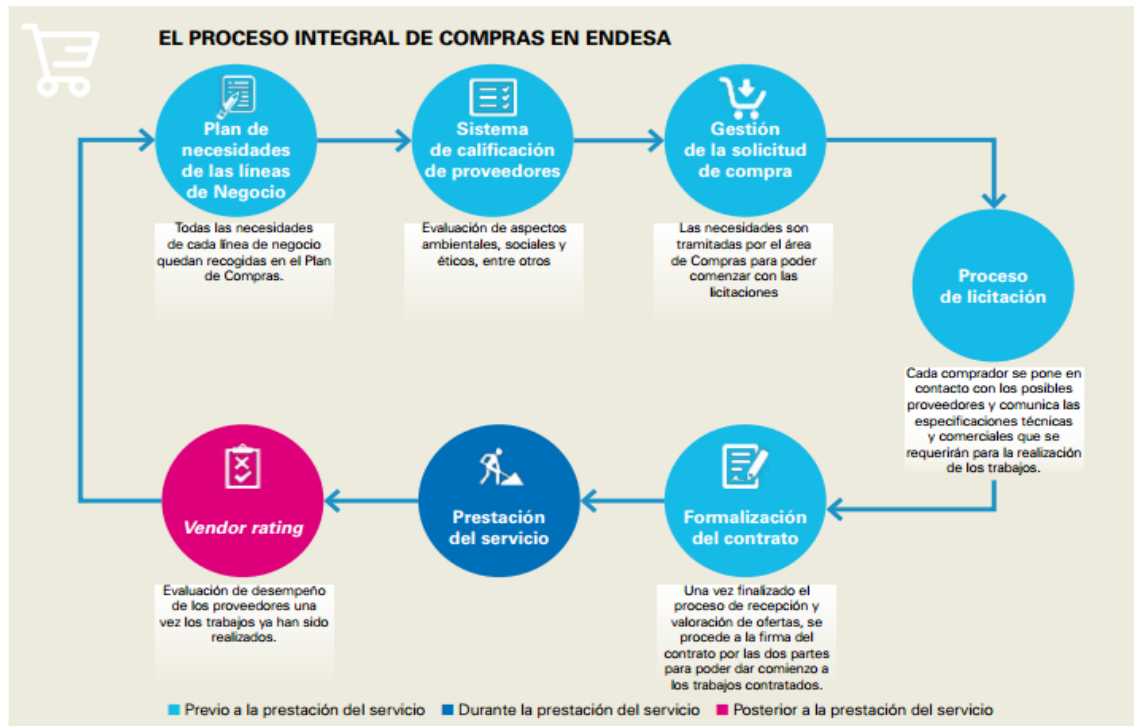 EL PROCESO INTEGRAL DE COMPRAS EN ENDESA
Plan de
necesidades
de las líneas
de Negocio
Todas las necesidades
de cada línea de negocio
quedan recogidas en el Plan
de Compras.
Sistema
de calificación
de proveedores
Evaluación de aspectos
ambientales, sociales y
éticos, entre otros
Gestión
de la solicitud
de compra
Las necesidades son
tramitadas por el área
de Compras para poder
comenzar con las
licitaciones
Proceso
de licitación
Cada comprador se pone en
contacto con los posibles
proveedores y comunica las
especificaciones técnicas
y comerciales que se
requerirán para la realización
de los trabajos.
Formalización
del contrato
Una vez finalizado el
proceso de recepción y
valoración de ofertas, se
procede a la firma del
contrato por las dos partes
para poder dar comienzo a
los trabajos contratados.
Prestación
del servicio
Vendor rating
Evaluación de desempeño
de los proveedores una
vez los trabajos ya han sido
realizados.
Previo a la prestación del servicio
Durante la prestación del servicio
Posterior a la prestación del servicio